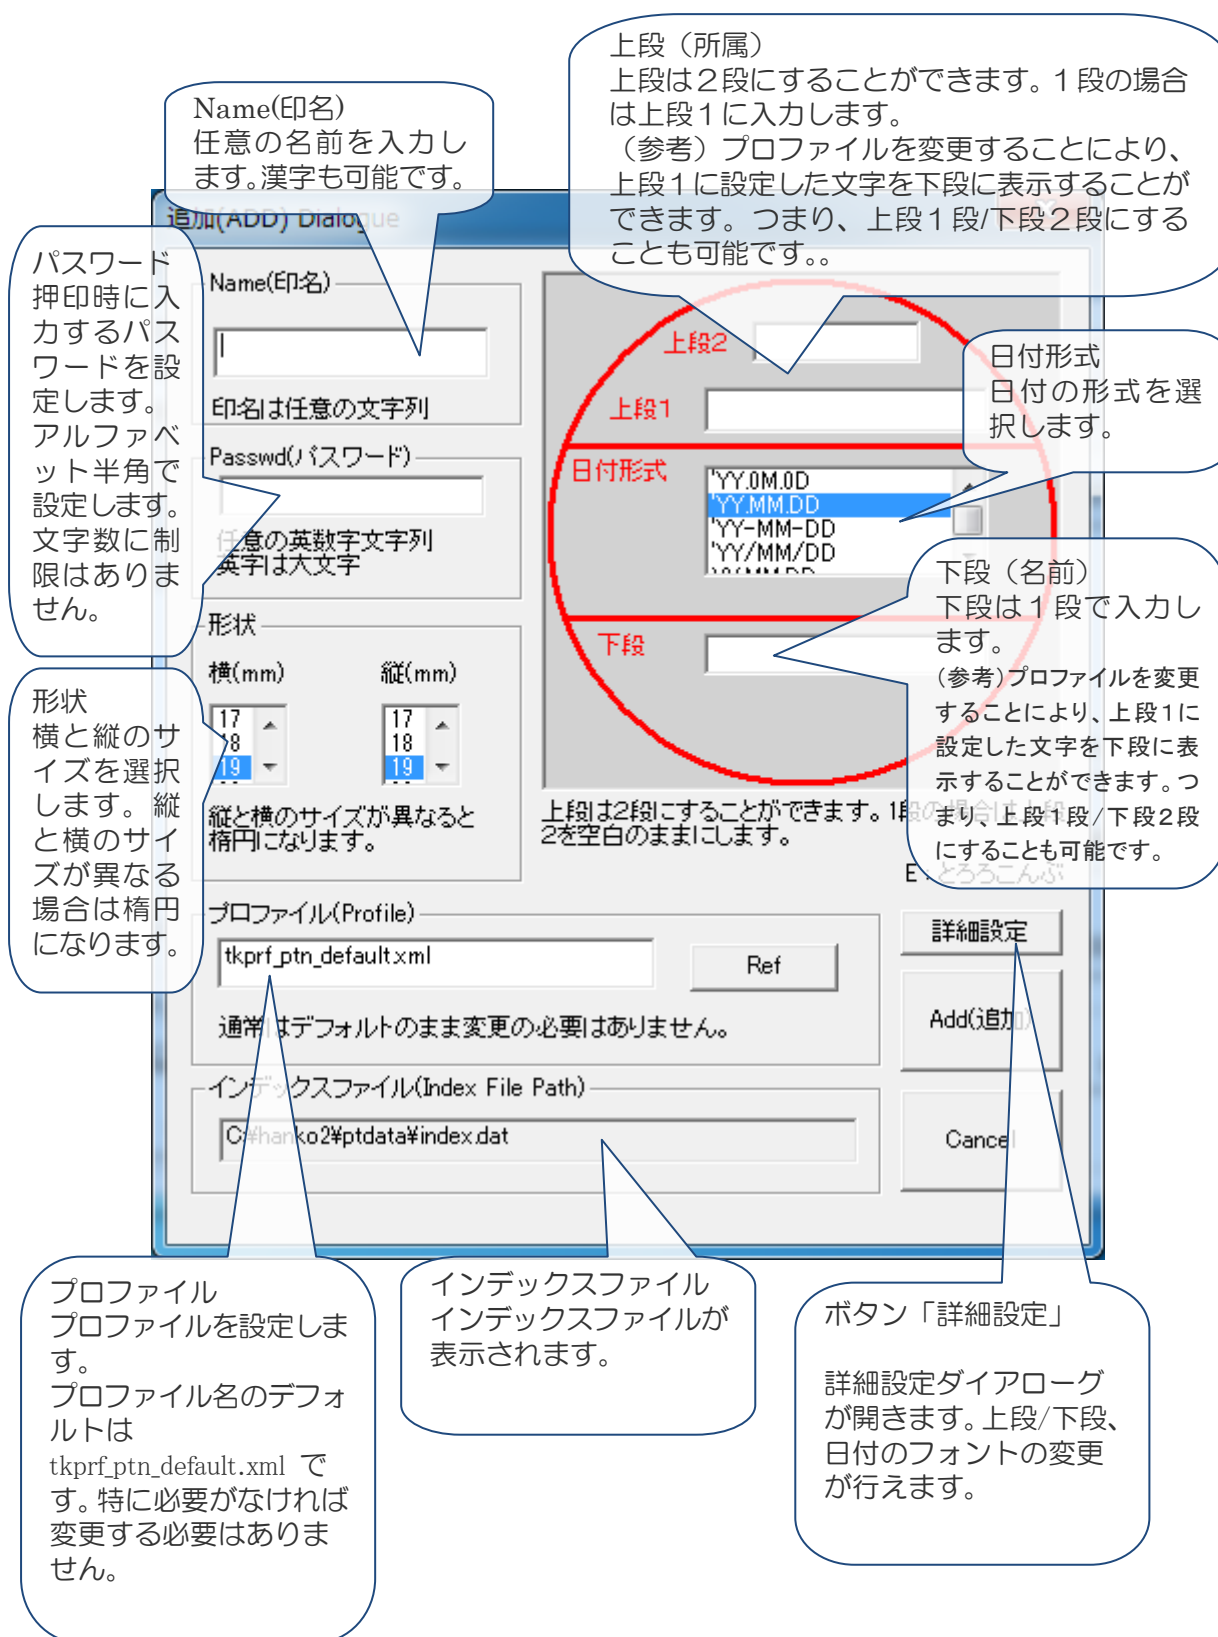 上段（所属）
上段は２段にすることができます。１段の場合
は上段１に入力します。
（参考）プロファイルを変更することにより、
上段１に設定した文字を下段に表示することが
できます。つまり、上段１段/下段２段にする
ことも可能です。。
Name(印名)
任意の名前を入力し
ます。漢字も可能です。
追加(ADD) Dialogue
パスワード
押印時に入
力するパス
ワードを設
定します。
アルファベ
ット半角で
設定します。
文字数に制
限はありま
せん。
Name(印名)
印名は任意の文字列
Passwd(パスワード)
任意の英数字文字列
英字は大文字
上段2
上段1
日付形式
'YY.0M.0D
'YY.MM.DD
'YY-MM-DD
'YY/MM/DD
下段
日付形式
日付の形式を選
択します。
下段（名前）
下段は１段で入力し
ます。
（参考）プロファイルを変更
することにより、上段１に
設定した文字を下段に表
示することができます。つ
まり、上段１段/下段２段
にすることも可能です。
形状
横(mm) 縦(mm)
17 17
18 18
19 19
縦と横のサイズが異なると
楕円になります。
形状
横と縦のサ
イズを選択
します。縦
と横のサイ
ズが異なる
場合は楕円
になります。
上段は2段にすることができます。1段の場合は上段
2を空白のままにします。
とろろこんぶ
プロファイル(Profile)
tkprf_ptn_default.xml
Ref
通常はデフォルトのまま変更の必要はありません。
詳細設定
Add(追加)
インデックスファイル(Index File Path)
C:¥hanko2¥ptdata¥index.dat
Cancel
プロファイル
プロファイルを設定しま
す。
プロファイル名のデフォ
ルトは
tkprf_ptn_default.xml で
す。特に必要がなければ
変更する必要はありま
せん。
インデックスファイル
インデックスファイルが
表示されます。
ボタン「詳細設定」
詳細設定ダイアローグ
が開きます。上段/下段、
日付のフォントの変更
が行えます。